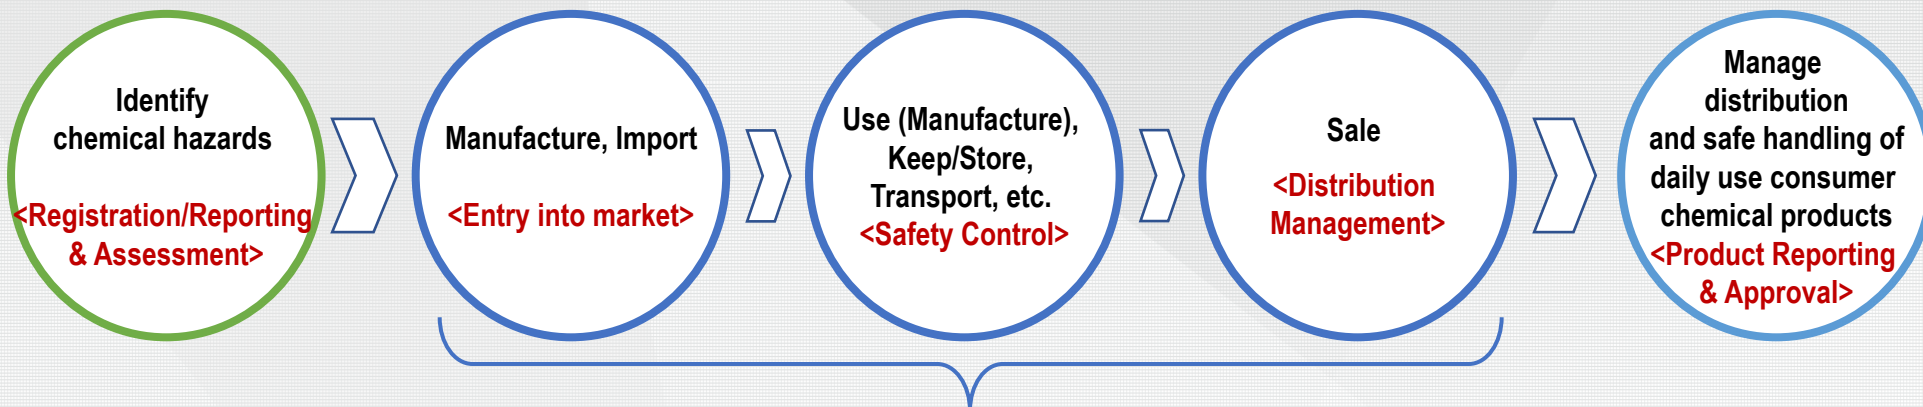 Identify
chemical hazards
<Registration/Reporting
& Assessment>
Manufacture, Import
<Entry into market>
Use (Manufacture),
Keep/Store,
Transport, etc.
<Safety Control>
Sale
<Distribution
Management>
Manage
distribution
and safe handling of
daily use consumer
chemical products
<Product Reporting
& Approval>